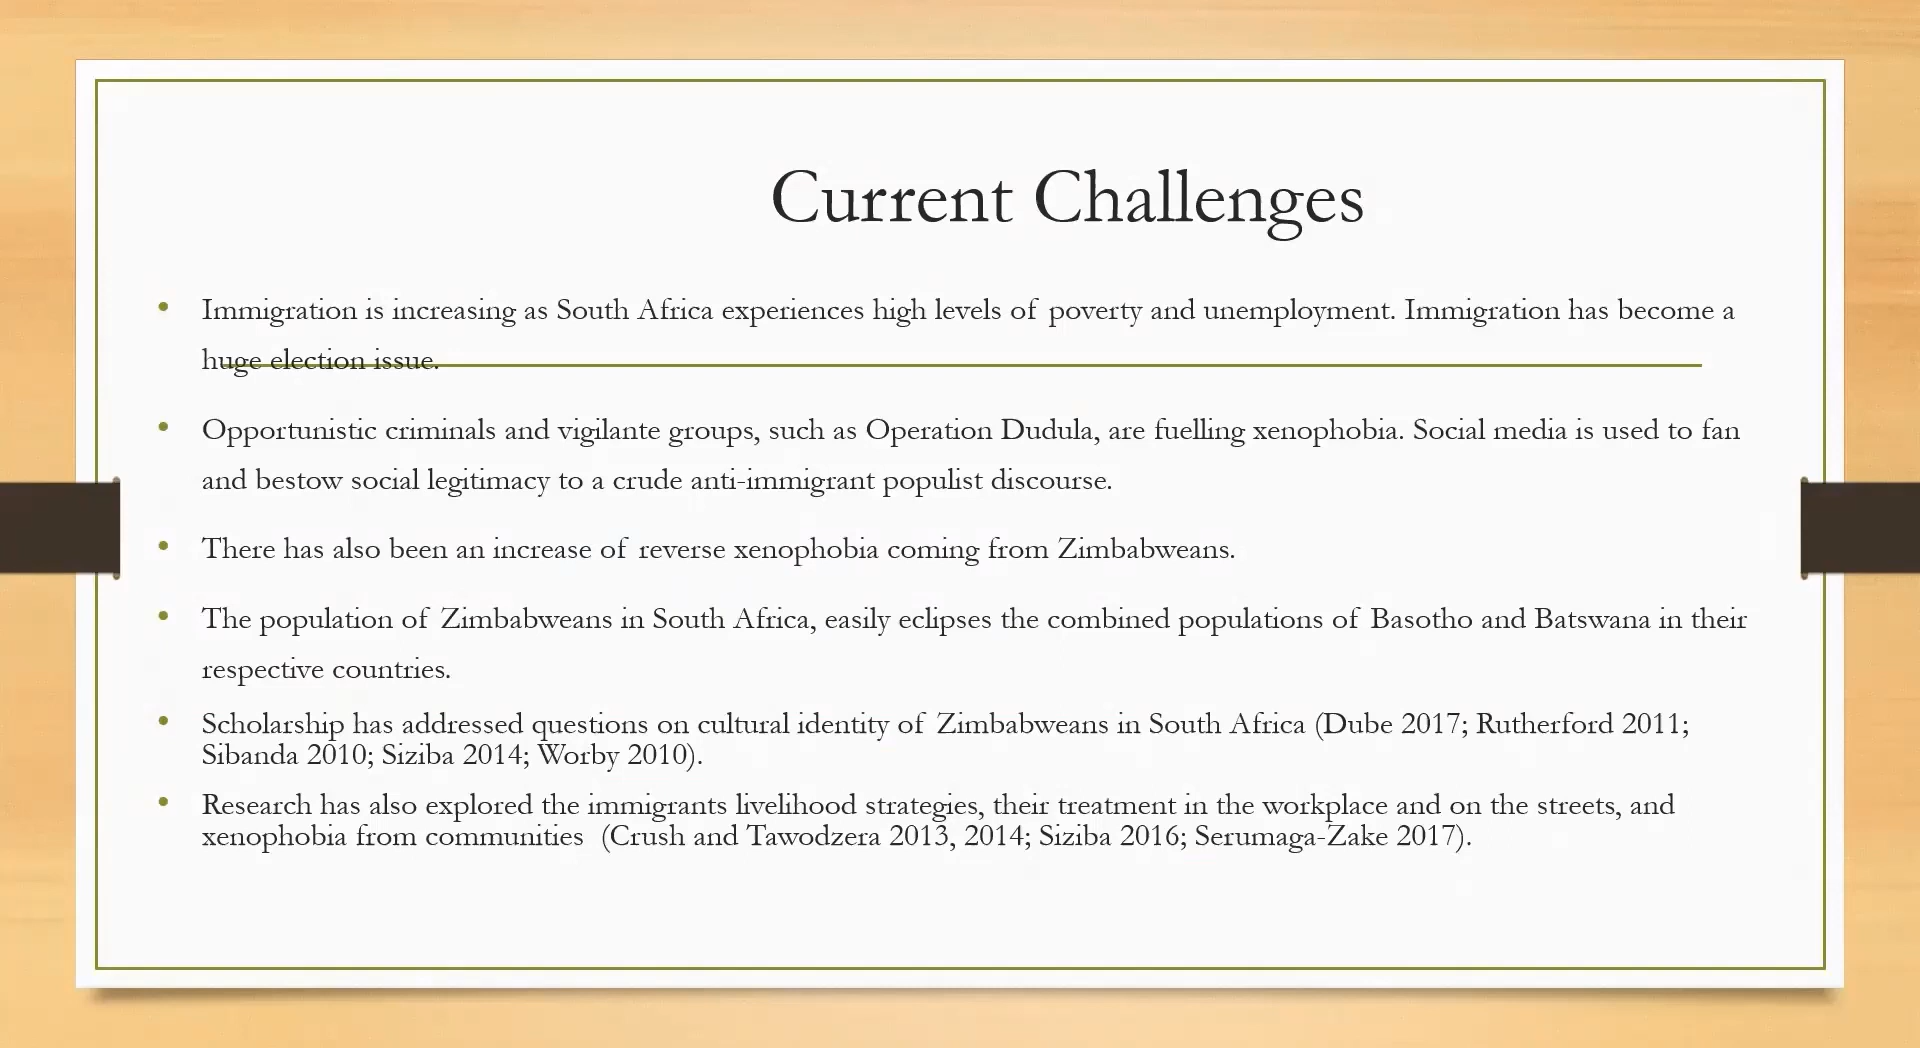 Current Challenges
• Immigration is increasing as South Africa experiences high levels of poverty and unemployment. Immigration has become a
huge election issue.
• Opportunistic criminals and vigilante groups, such as Operation Dudula, are fuelling xenophobia. Social media is used to fan
and bestow social legitimacy to a crude anti-immigrant populist discourse.
• There has also been an increase of reverse xenophobia coming from Zimbabweans.
• The population of Zimbabweans in South Africa, easily eclipses the combined populations of Basotho and Batswana in their
respective countries.
• Scholarship has addressed questions on cultural identity of Zimbabweans in South Africa (Dube 2017; Rutherford 2011;
Sibanda 2010; Siziba 2014; Worby 2010).
• Research has also explored the immigrants livelihood strategies, their treatment in the workplace and on the streets, and
xenophobia from communities (Crush and Tawodzera 2013, 2014; Siziba 2016; Serumaga-Zake 2017).